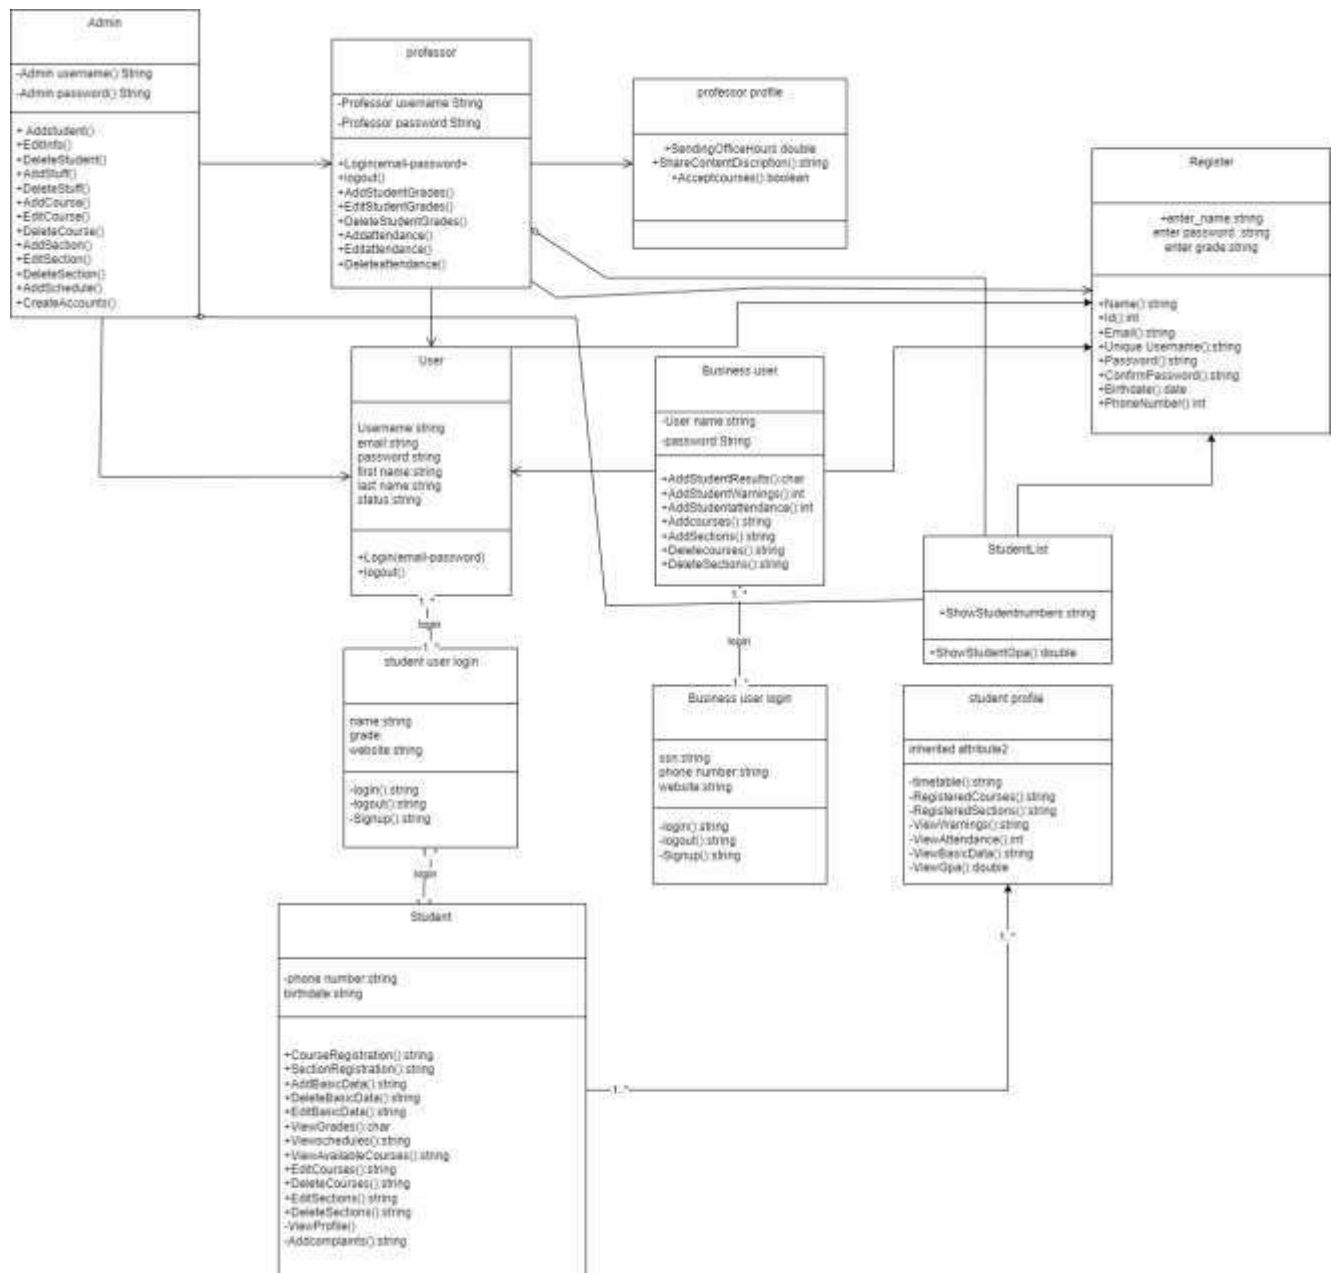 Admin
-Admin username() String
-Admin password() String
+ Addstudent()
+EditInfo()
+DeleteStudent()
+AddStuff()
+DeleteStuff()
+AddCourse()
+EditCourse()
+DeleteCourse()
+AddSection()
+EditSection()
+DeleteSection()
+AddSchedule()
+CreateAccounts()
professor
-Professor username String
-Professor password String
+Login(email-password+
+logout()
+AddStudentGrades()
+EditStudentGrades()
+DeleteStudentGrades()
+Addattendance()
+Editattendance()
+Deleteattendance()
professor profile
+SendingOfficeHours double
+ShareContentDiscription():string
+Acceptcourses():boolean
Register
+enter_name:string
enter password :string
enter grade:string
+Name():string
+Id():int
+Email():string
+Unique Username():string
+Password():string
+ConfirmPassword():string
+Birthdate():date
+PhoneNumber():int
User
Username:string
email:string
password:string
first name:string
last name:string
status:string
+Login(email-password)
+logout()
1..*
login
1..*
Business user
-User name:string
-password String
+AddStudentResults():char
+AddStudentWarnings():int
+AddStudentattendance():int
+Addcourses():string
+AddSections():string
+Deletecourses():string
+DeleteSections():string
1..*
login
1..*
StudentList
+ShowStudentnumbers:string
+ShowStudentGpa() double
student user login
name:string
grade:
website:string
-login():string
-logout():string
-Signup():string
1..*
login
1..*
Business user login
ssn:string
phone number:string
website:string
-login():string
-logout():string
-Signup():string
student profile
inherited attribute2
-timetable():string
-RegisteredCourses():string
-RegisteredSections():string
-ViewWarnings():string
-ViewAttendance():int
-ViewBasicData():string
-ViewGpa():double
1..*
Student
-phone number:string
birthdate:string
+CourseRegistration():string
+SectionRegistration():string
+AddBasicData():string
+DeleteBasicData():string
+EditBasicData():string
+ViewGrades():char
+Viewschedules():string
+ViewAvailableCourses():string
+EditCourses():string
+DeleteCourses():string
+EditSections():string
+DeleteSections():string
-ViewProfile()
-Addcomplaints():string
1..*